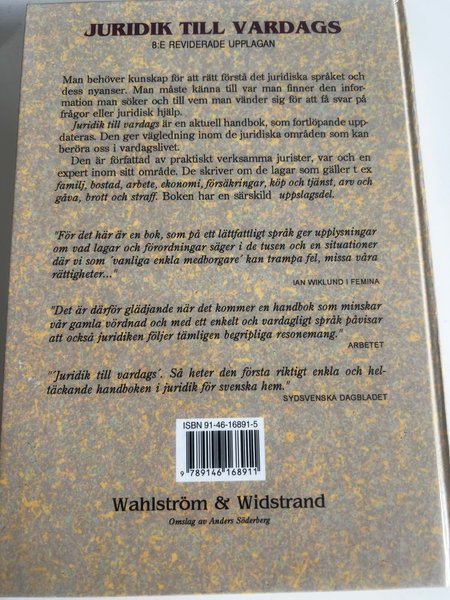 JURIDIK TILL VARDAGS
8:E REVIDERADE UPPLAGAN
Man behöver kunskap för att rätt förstå det juridiska språket och
dess nyanser. Man måste känna till var man finner den infor-
mation man söker och till vem man vänder sig för att få svar på
frågor eller juridisk hjälp.
Juridik till vardags är en aktuell handbok, som fortlöpande upp-
dateras. Den ger vägledning inom de juridiska områden som kan
beröra oss i vardagslivet.
Den är författad av praktiskt verksamma jurister, var och en
expert inom sitt område. De skriver om de lagar som gäller t ex
familj, bostad, arbete, ekonomi, försäkringar, köp och tjänst, arv och
gåva, brott och straff. Boken har en särskild uppslagsdel.
"För det här är en bok, som på ett lättfattligt språk ger upplysningar
om vad lagar och förordningar säger i de tusen och en situationer
där vi som 'vanliga enkla medborgare' kan trampa fel, missa våra
rättigheter..."
IAN WIKLUND I FEMINA
"Det är därför glädjande när det kommer en handbok som minskar
vår gamla vördnad och med ett enkelt och vardagligt språk påvisar
att också juridiken följer tämligen begripliga resonemang."
ARBETET
"'Juridik till vardags'. Så heter den första riktigt enkla och hel-
täckande handboken i juridik för svenska hem."
SYDSVENSKA DAGBLADET
ISBN 91-46-16891-5
9 789146 168911
Wahlström & Widstrand
Omslag av Anders Söderberg